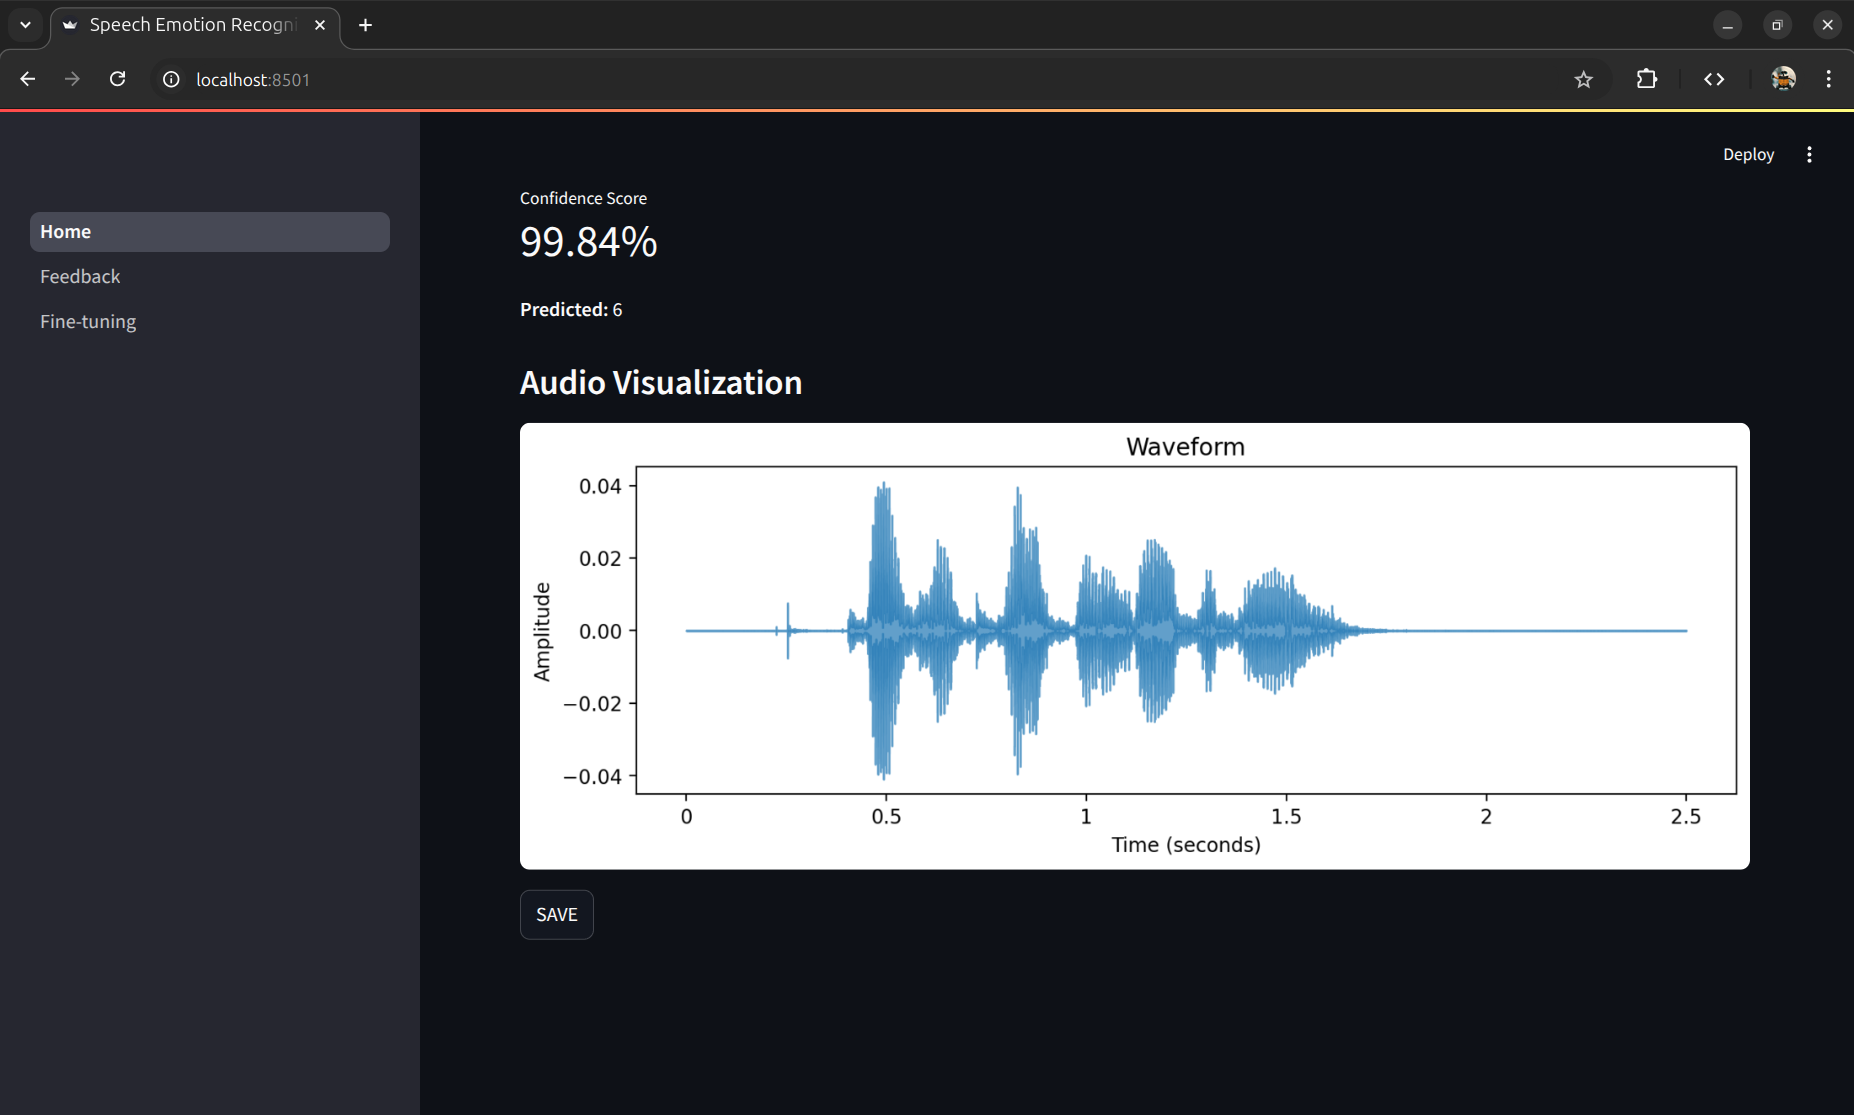 Speech Emotion Recogni
localhost:8501
Deploy
Home
Feedback
Fine-tuning
Confidence Score
99.84%
Predicted: 6
Audio Visualization
Waveform
Amplitude
0.04
0.02
0.00
−0.02
−0.04
0 0.5 1 1.5 2 2.5
Time (seconds)
SAVE